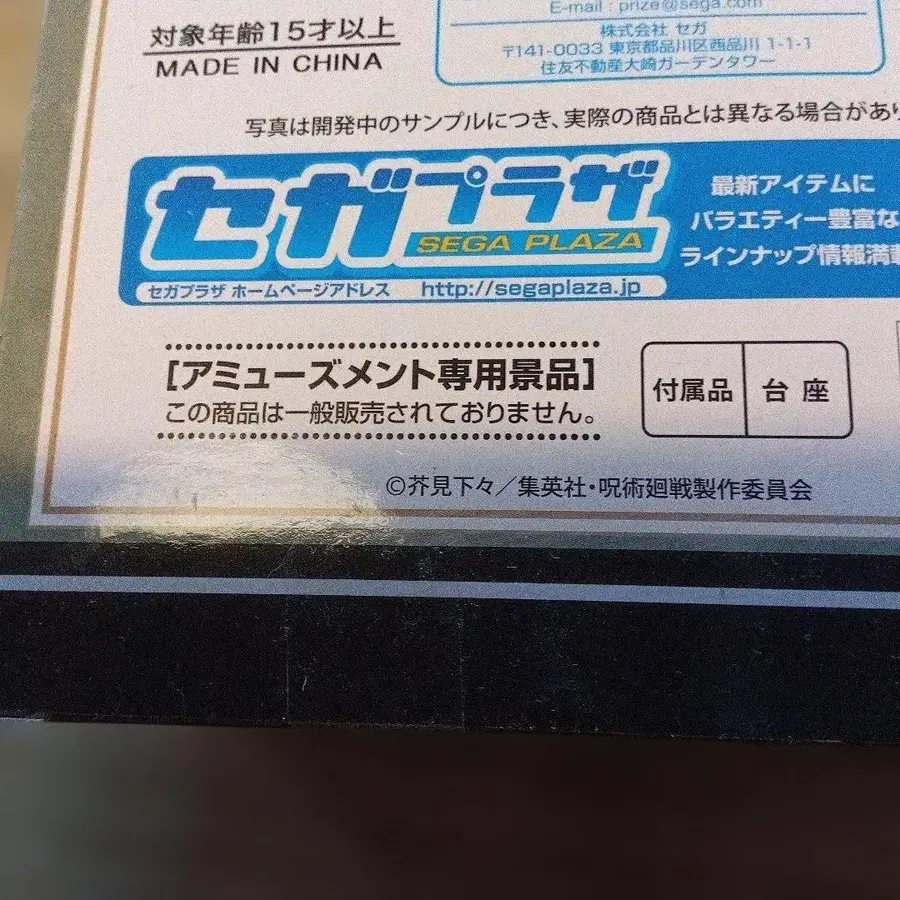 対象年齢15才以上
MADE IN CHINA
E-mail : prize@sega.com
株式会社 セガ
〒141-0033 東京都品川区西品川 1-1-1
住友不動産大崎ガーデンタワー
写真は開発中のサンプルにつき、実際の商品とは異なる場合があり
セガプラザ
SEGA PLAZA
セガプラザ ホームページアドレス http://segaplaza.jp
最新アイテムに
バラエティー豊富な
ラインナップ情報満載
[アミューズメント専用景品]
この商品は一般販売されておりません。
付属品 台座
©芥見下々/集英社・呪術廻戦製作委員会